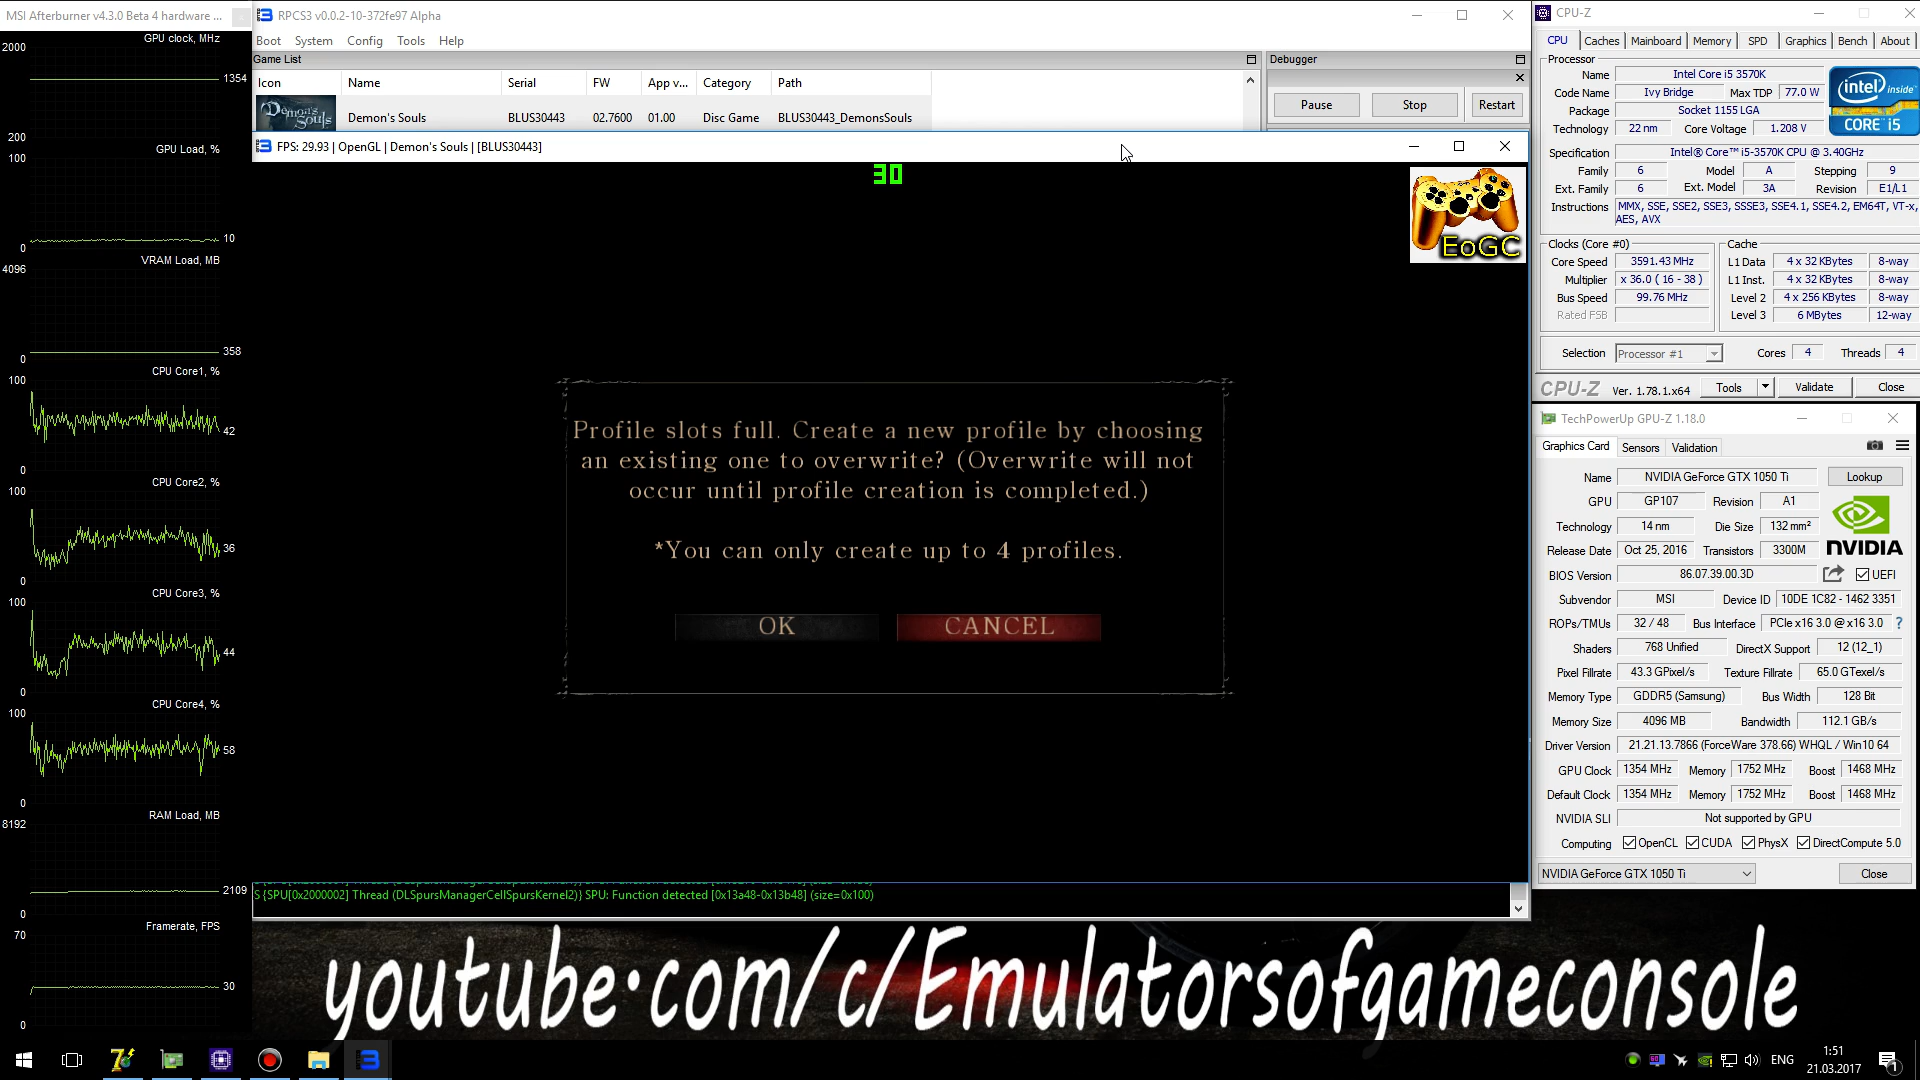 MSI Afterburner v4.3.0 Beta 4 hardware ...
GPU clock, MHz
2000
1354
200
GPU Load, %
100
10
0
VRAM Load, MB
4096
358
0
CPU Core1, %
100
42
0
CPU Core2, %
100
36
0
CPU Core3, %
100
44
0
CPU Core4, %
100
58
0
RAM Load, MB
8192
2109
0
Framerate, FPS
70
30
0
RPCS3 v0.0.2-10-372fe97 Alpha
Boot System Config Tools Help
Game List
Icon Name Serial FW App v... Category Path
Demon's Souls
Demon's Souls BLUS30443 02.7600 01.00 Disc Game BLUS30443_DemonsSouls
Debugger
Pause Stop Restart
FPS: 29.93 | OpenGL | Demon's Souls | [BLUS30443]
30
EoGC
Profile slots full. Create a new profile by choosing
an existing one to overwrite? (Overwrite will not
occur until profile creation is completed.)
*You can only create up to 4 profiles.
OK CANCEL
S {SPU[0x2000002] Thread (DLSpursManagerCellSpursKernel2)} SPU: Function detected [0x13a48-0x13b48] (size=0x100)
youtube.com/c/Emulatorsofgameconsole
CPU-Z
CPU Caches Mainboard Memory SPD Graphics Bench About
Processor
Name Intel Core i5 3570K
Code Name Ivy Bridge Max TDP 77.0 W
Package Socket 1155 LGA
Technology 22 nm Core Voltage 1.208 V
intel inside™
CORE i5
Specification Intel® Core™ i5-3570K CPU @ 3.40GHz
Family 6 Model A Stepping 9
Ext. Family 6 Ext. Model 3A Revision E1/L1
Instructions MMX, SSE, SSE2, SSE3, SSSE3, SSE4.1, SSE4.2, EM64T, VT-x,
AES, AVX
Clocks (Core #0)
Core Speed 3591.43 MHz
Multiplier x 36.0 ( 16 - 38 )
Bus Speed 99.76 MHz
Rated FSB
Cache
L1 Data 4 x 32 KBytes 8-way
L1 Inst. 4 x 32 KBytes 8-way
Level 2 4 x 256 KBytes 8-way
Level 3 6 MBytes 12-way
Selection Processor #1 Cores 4 Threads 4
CPU-Z Ver. 1.78.1.x64 Tools Validate Close
TechPowerUp GPU-Z 1.18.0
Graphics Card Sensors Validation
Name NVIDIA GeForce GTX 1050 Ti Lookup
GPU GP107 Revision A1
Technology 14 nm Die Size 132 mm²
Release Date Oct 25, 2016 Transistors 3300M
NVIDIA
BIOS Version 86.07.39.00.3D UEFI
Subvendor MSI Device ID 10DE 1C82 - 1462 3351
ROPs/TMUs 32 / 48 Bus Interface PCIe x16 3.0 @ x16 3.0 ?
Shaders 768 Unified DirectX Support 12 (12_1)
Pixel Fillrate 43.3 GPixel/s Texture Fillrate 65.0 GTexel/s
Memory Type GDDR5 (Samsung) Bus Width 128 Bit
Memory Size 4096 MB Bandwidth 112.1 GB/s
Driver Version 21.21.13.7866 (ForceWare 378.66) WHQL / Win10 64
GPU Clock 1354 MHz Memory 1752 MHz Boost 1468 MHz
Default Clock 1354 MHz Memory 1752 MHz Boost 1468 MHz
NVIDIA SLI Not supported by GPU
Computing OpenCL CUDA PhysX DirectCompute 5.0
NVIDIA GeForce GTX 1050 Ti Close
ENG
1:51
21.03.2017
1